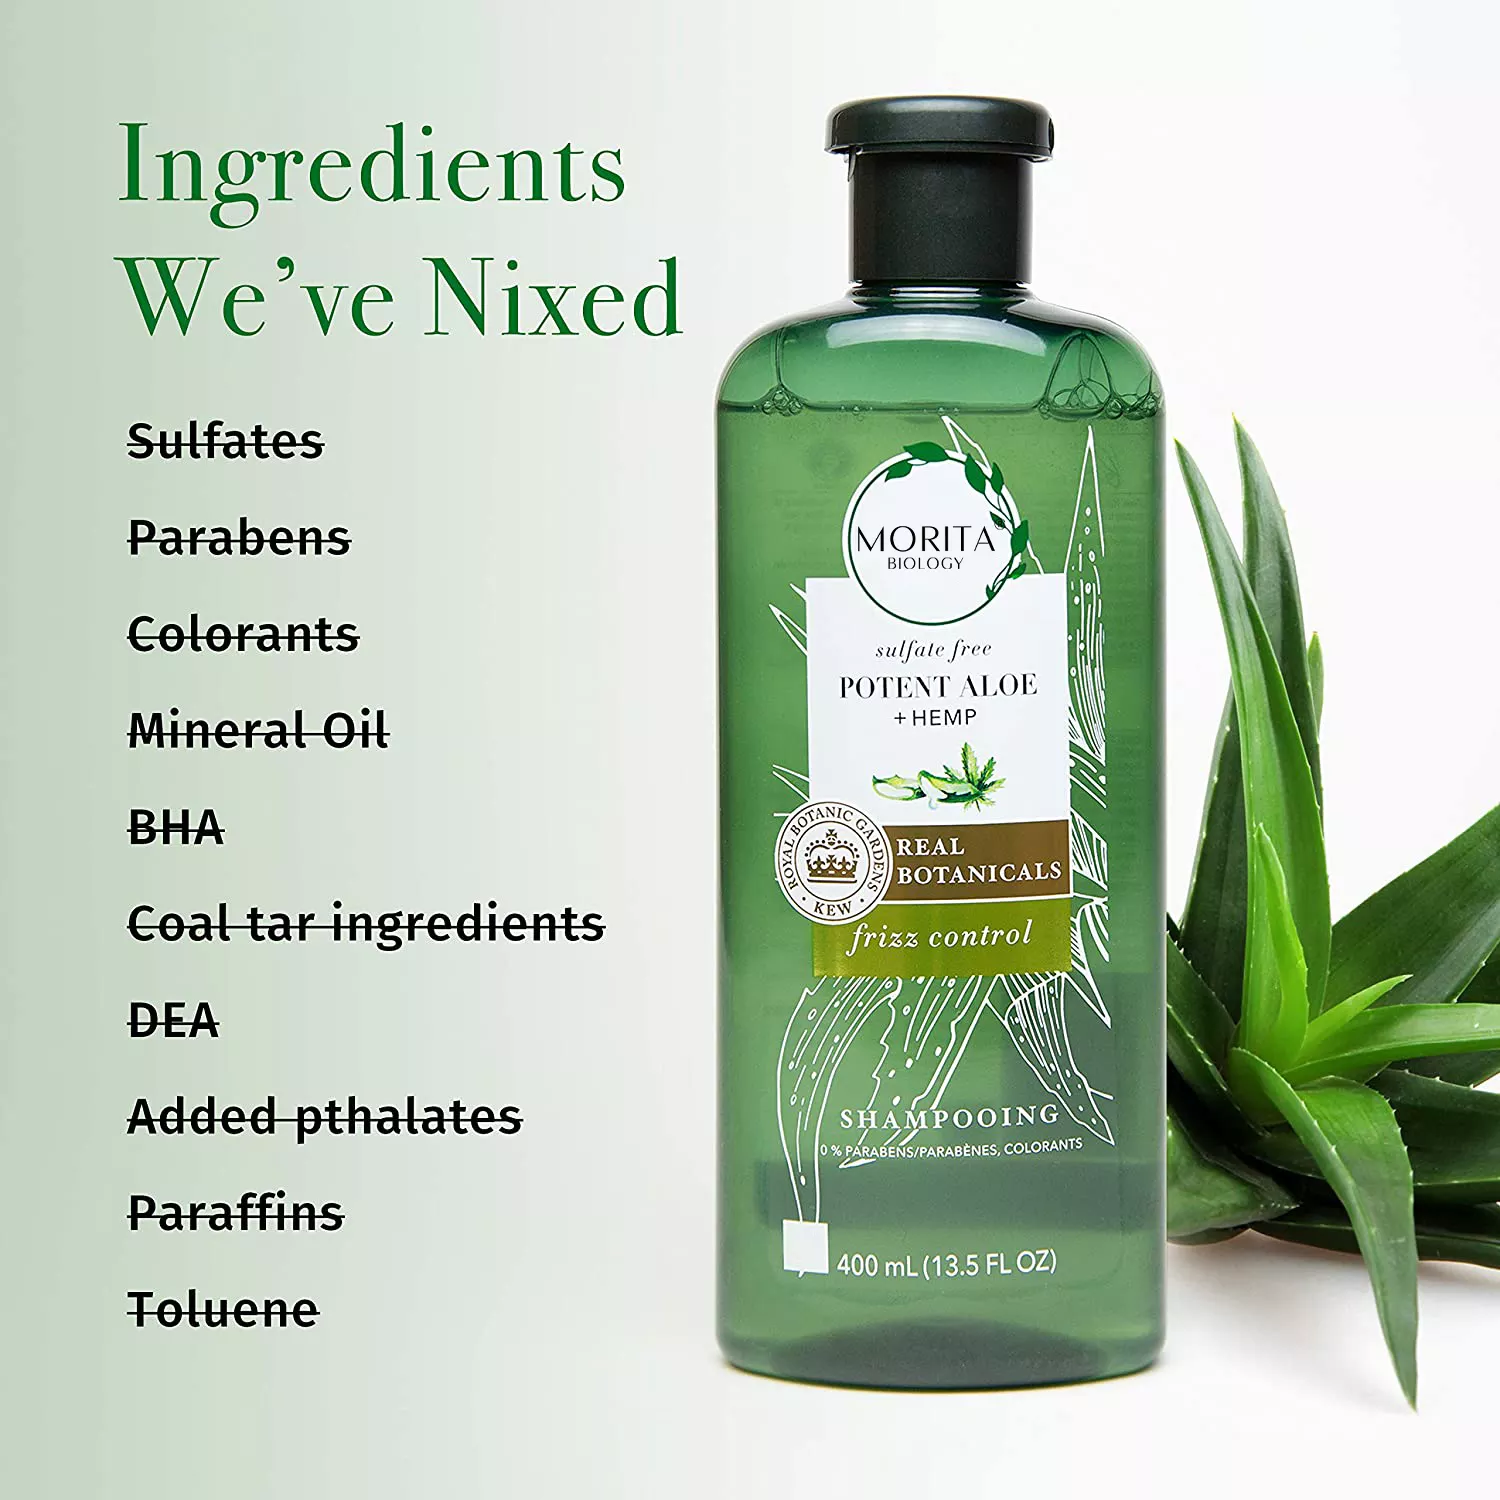 Ingredients
We've Nixed
Sulfates
Parabens
Colorants
Mineral Oil
BHA
Coal tar ingredients
DEA
Added pthalates
Paraffins
Toluene
MORITA
BIOLOGY
sulfate free
POTENT ALOE
+ HEMP
ROYAL BOTANIC GARDENS
• KEW •
REAL
BOTANICALS
frizz control
SHAMPOOING
0 % PARABENS/PARABÈNES, COLORANTS
400 mL (13.5 FL OZ)